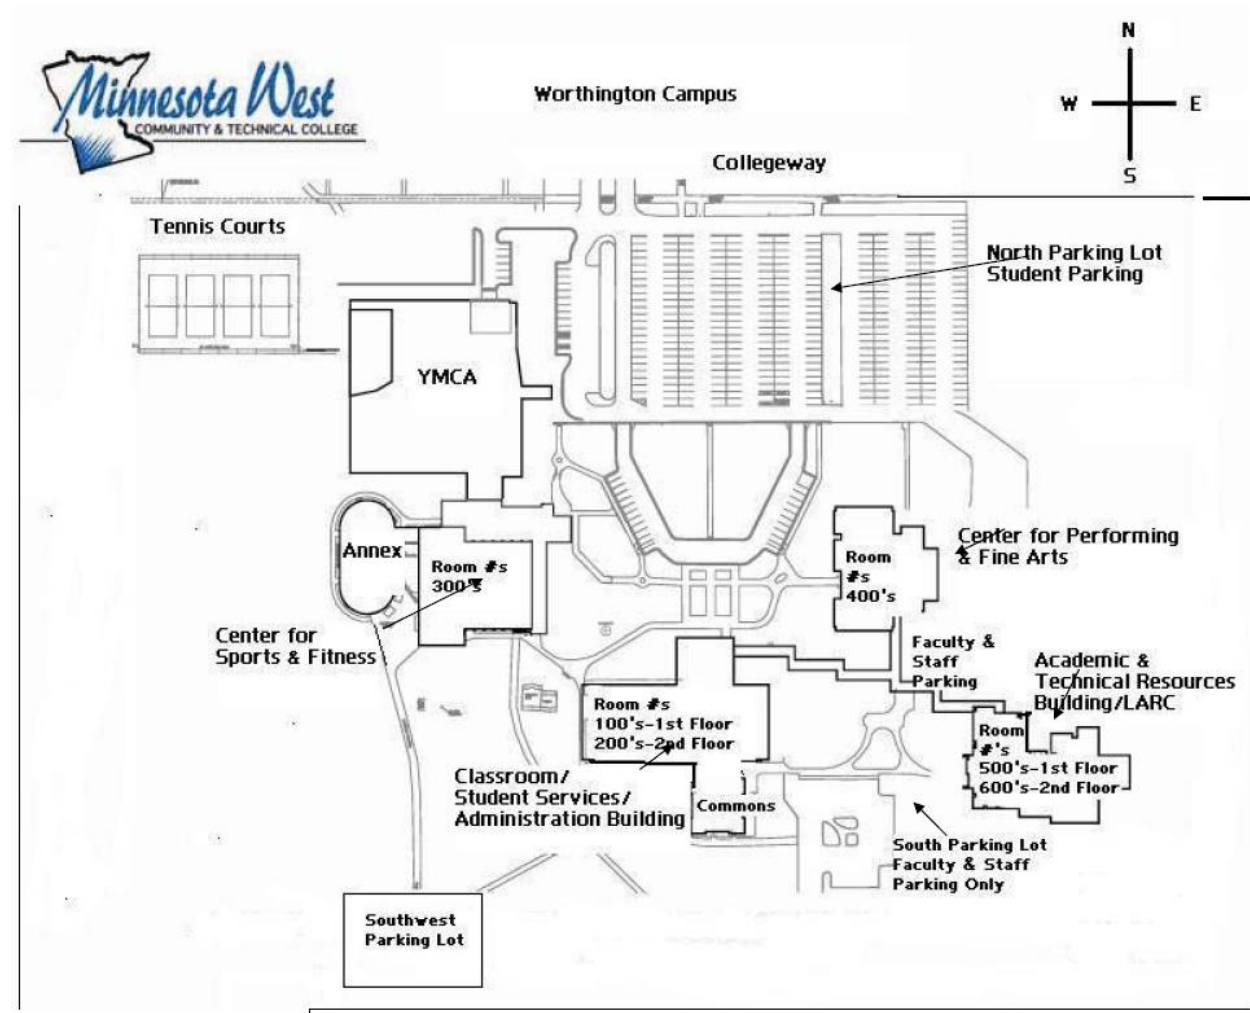 Minnesota West
COMMUNITY & TECHNICAL COLLEGE
Worthington Campus
N
W
E
S
Collegeway
Tennis Courts
North Parking Lot
Student Parking
YMCA
Center for Performing
& Fine Arts
Annex
Room #s
300's
Room
#s
400's
Center for
Sports & Fitness
Faculty &
Staff
Parking
Academic &
Technical Resources
Building/LARC
Room #s
100's-1st Floor
200's-2nd Floor
Room
#'s
500's-1st Floor
600's-2nd Floor
Classroom/
Student Services/
Administration Building
Commons
South Parking Lot
Faculty & Staff
Parking Only
Southwest
Parking Lot